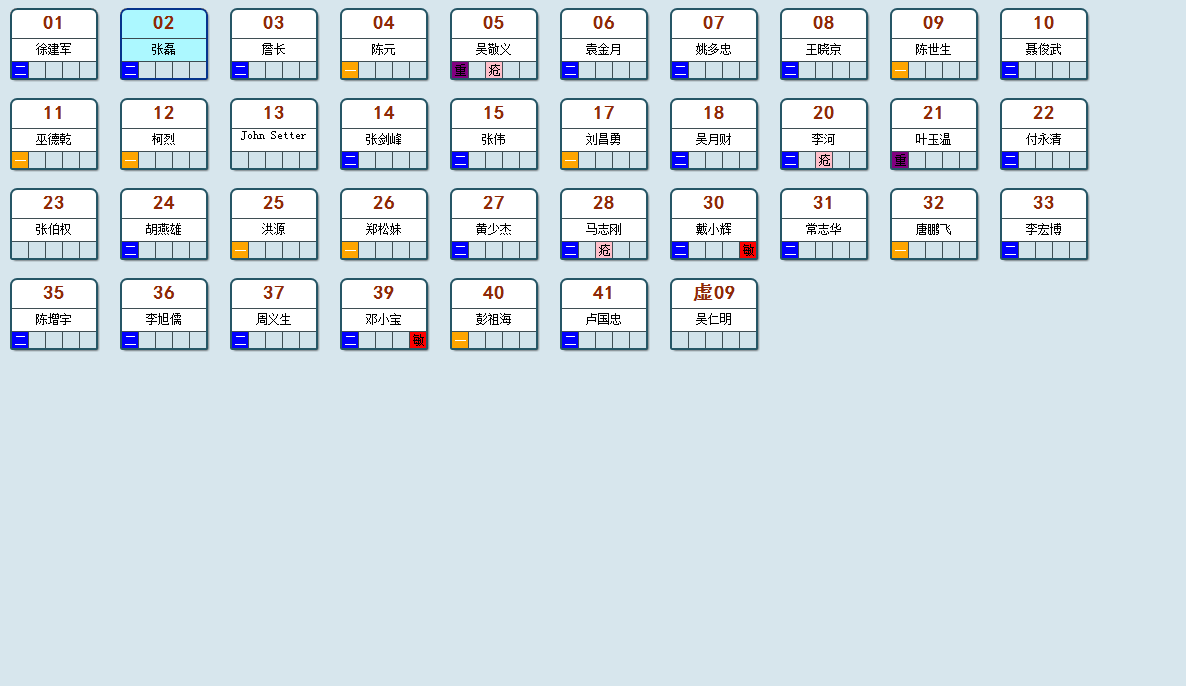 01 02 03 04 05 06 07 08 09 10
徐建军 张磊 詹长 陈元 吴敬义 袁金月 姚多忠 王晓京 陈世生 聂俊武
二 二 二 一 重 疮 二 二 二 一 二
11 12 13 14 15 17 18 20 21 22
巫德乾 柯烈 John Setter 张剑峰 张伟 刘昌勇 吴月财 李河 叶玉温 付永清
一 一 二 二 一 二 二 疮 重 二
23 24 25 26 27 28 30 31 32 33
张伯权 胡燕雄 洪源 郑松妹 黄少杰 马志刚 戴小辉 常志华 唐鹏飞 李宏博
二 一 一 二 二 疮 二 敏 二 一 二
35 36 37 39 40 41 虚09
陈增宇 李旭儒 周义生 邓小宝 彭祖海 卢国忠 吴仁明
二 二 二 二 敏 一 二